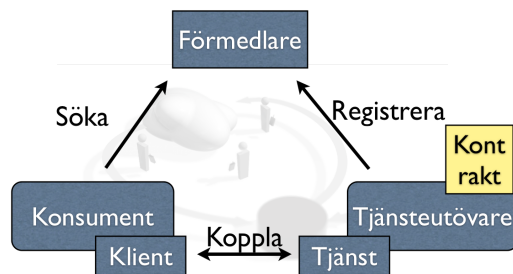 Förmedlare
Söka
Registrera
Kont
rakt
Konsument
Tjänsteutövare
Klient
Koppla
Tjänst